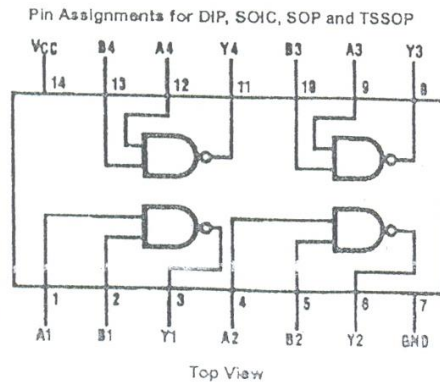 Pin Assignments for DIP, SOIC, SOP and TSSOP
VCC B4 A4 Y4 B3 A3 Y3
14 13 12 11 10 9 8
1 2 3 4 5 6 7
A1 B1 Y1 A2 B2 Y2 GND
Top View